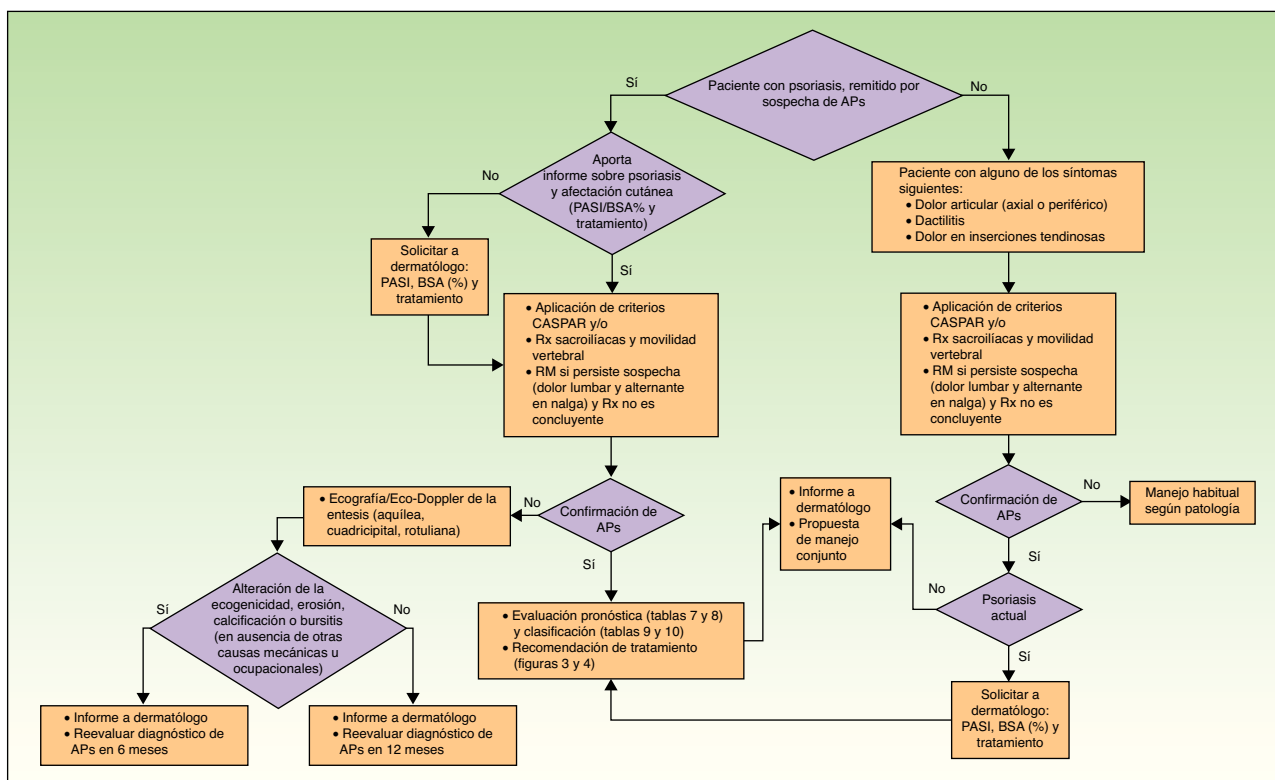 Paciente con psoriasis, remitido por
sospecha de APs
Sí
No
Aporta
informe sobre psoriasis
y afectación cutánea
(PASI/BSA% y
tratamiento)
No
Sí
Solicitar a
dermatólogo:
PASI, BSA (%) y
tratamiento
• Aplicación de criterios
CASPAR y/o
• Rx sacroilíacas y movilidad
vertebral
• RM si persiste sospecha
(dolor lumbar y alternante
en nalga) y Rx no es
concluyente
Confirmación de
APs
No
Sí
• Ecografía/Eco-Doppler de la
entesis (aquílea,
cuadricipital, rotuliana)
Alteración de la
ecogenicidad, erosión,
calcificación o bursitis
(en ausencia de otras
causas mecánicas u
ocupacionales)
Sí
No
• Informe a dermatólogo
• Reevaluar diagnóstico de
APs en 6 meses
• Informe a dermatólogo
• Reevaluar diagnóstico de
APs en 12 meses
• Evaluación pronóstica (tablas 7 y 8)
y clasificación (tablas 9 y 10)
• Recomendación de tratamiento
(figuras 3 y 4)
• Informe a
dermatólogo
• Propuesta
de manejo
conjunto
Paciente con alguno de los síntomas
siguientes:
• Dolor articular (axial o periférico)
• Dactilitis
• Dolor en inserciones tendinosas
• Aplicación de criterios
CASPAR y/o
• Rx sacroilíacas y movilidad
vertebral
• RM si persiste sospecha
(dolor lumbar y alternante
en nalga) y Rx no es
concluyente
Confirmación de
APs
No
Manejo habitual
según patología
Sí
Psoriasis
actual
No
Sí
Solicitar a
dermatólogo:
PASI, BSA (%) y
tratamiento